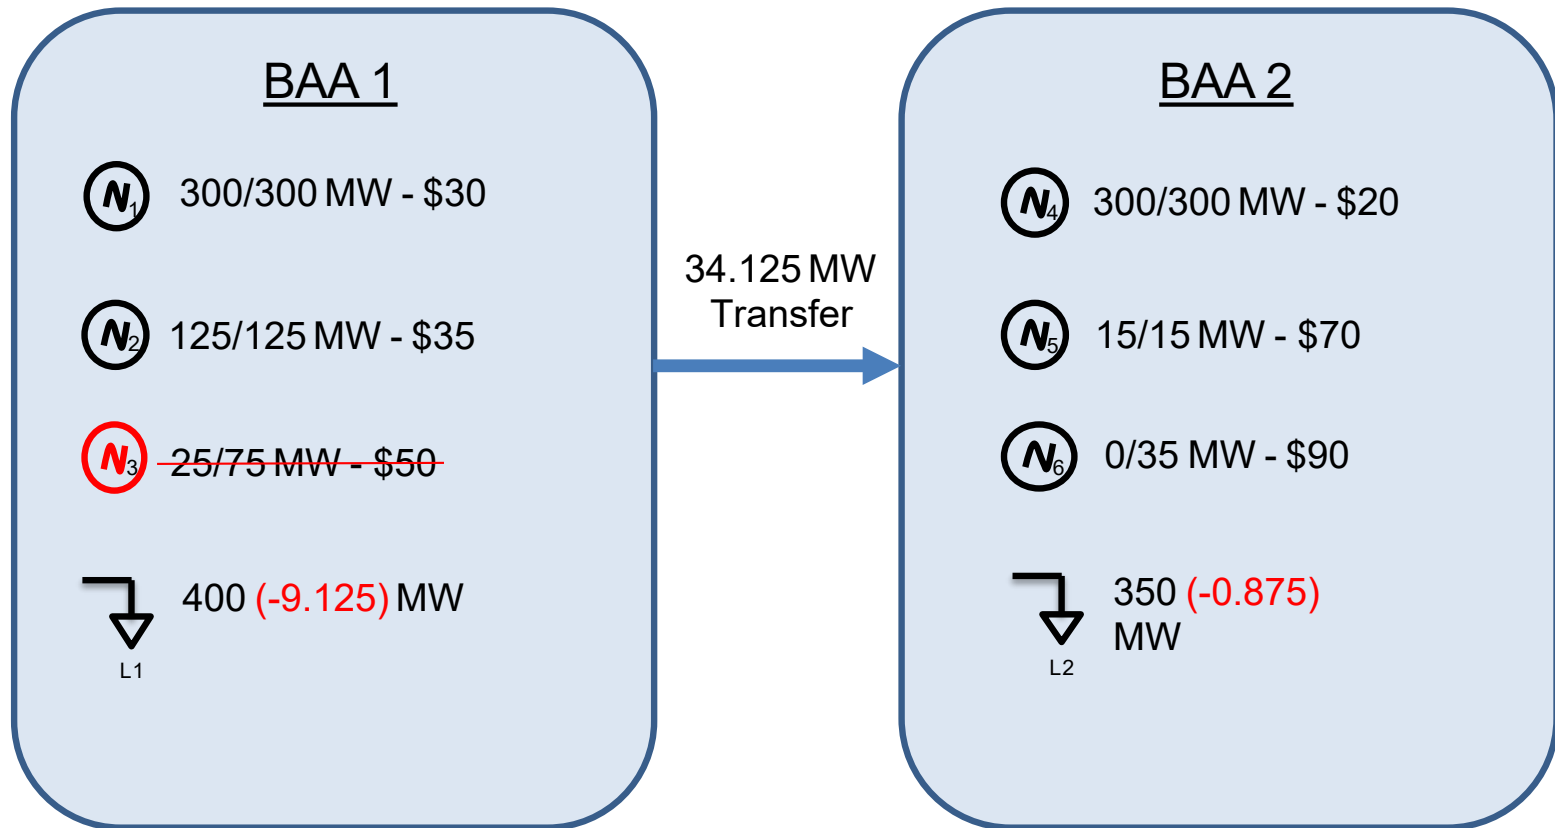 BAA 1
N1 300/300 MW - $30
N2 125/125 MW - $35
N3 25/75 MW - $50
400 (-9.125) MW
L1
34.125 MW
Transfer
BAA 2
N4 300/300 MW - $20
N5 15/15 MW - $70
N6 0/35 MW - $90
350 (-0.875)
MW
L2